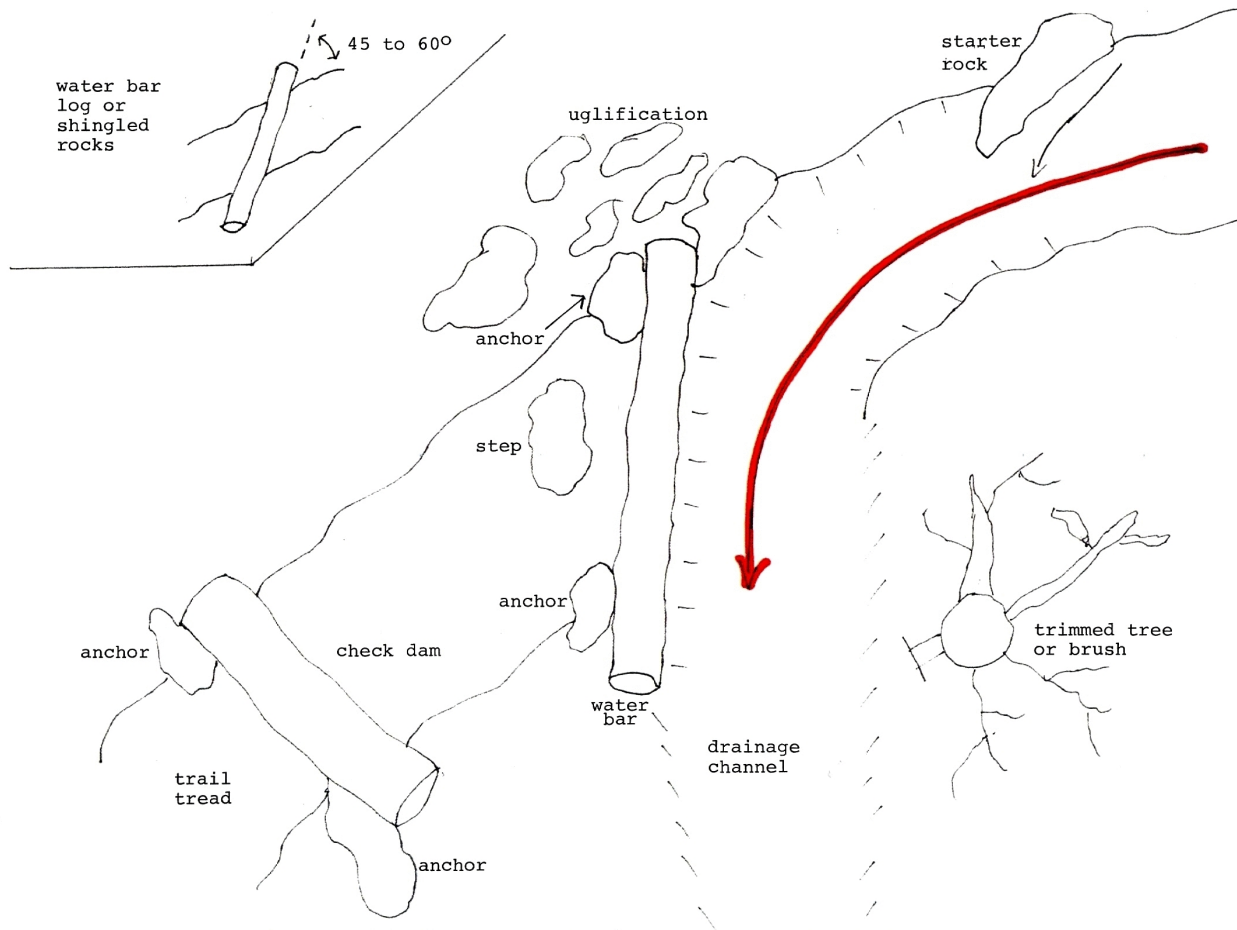 45 to 60°
water bar
log or
shingled
rocks
uglification
starter
rock
anchor
step
anchor
anchor
check dam
trimmed tree
or brush
water
bar
drainage
channel
trail
tread
anchor